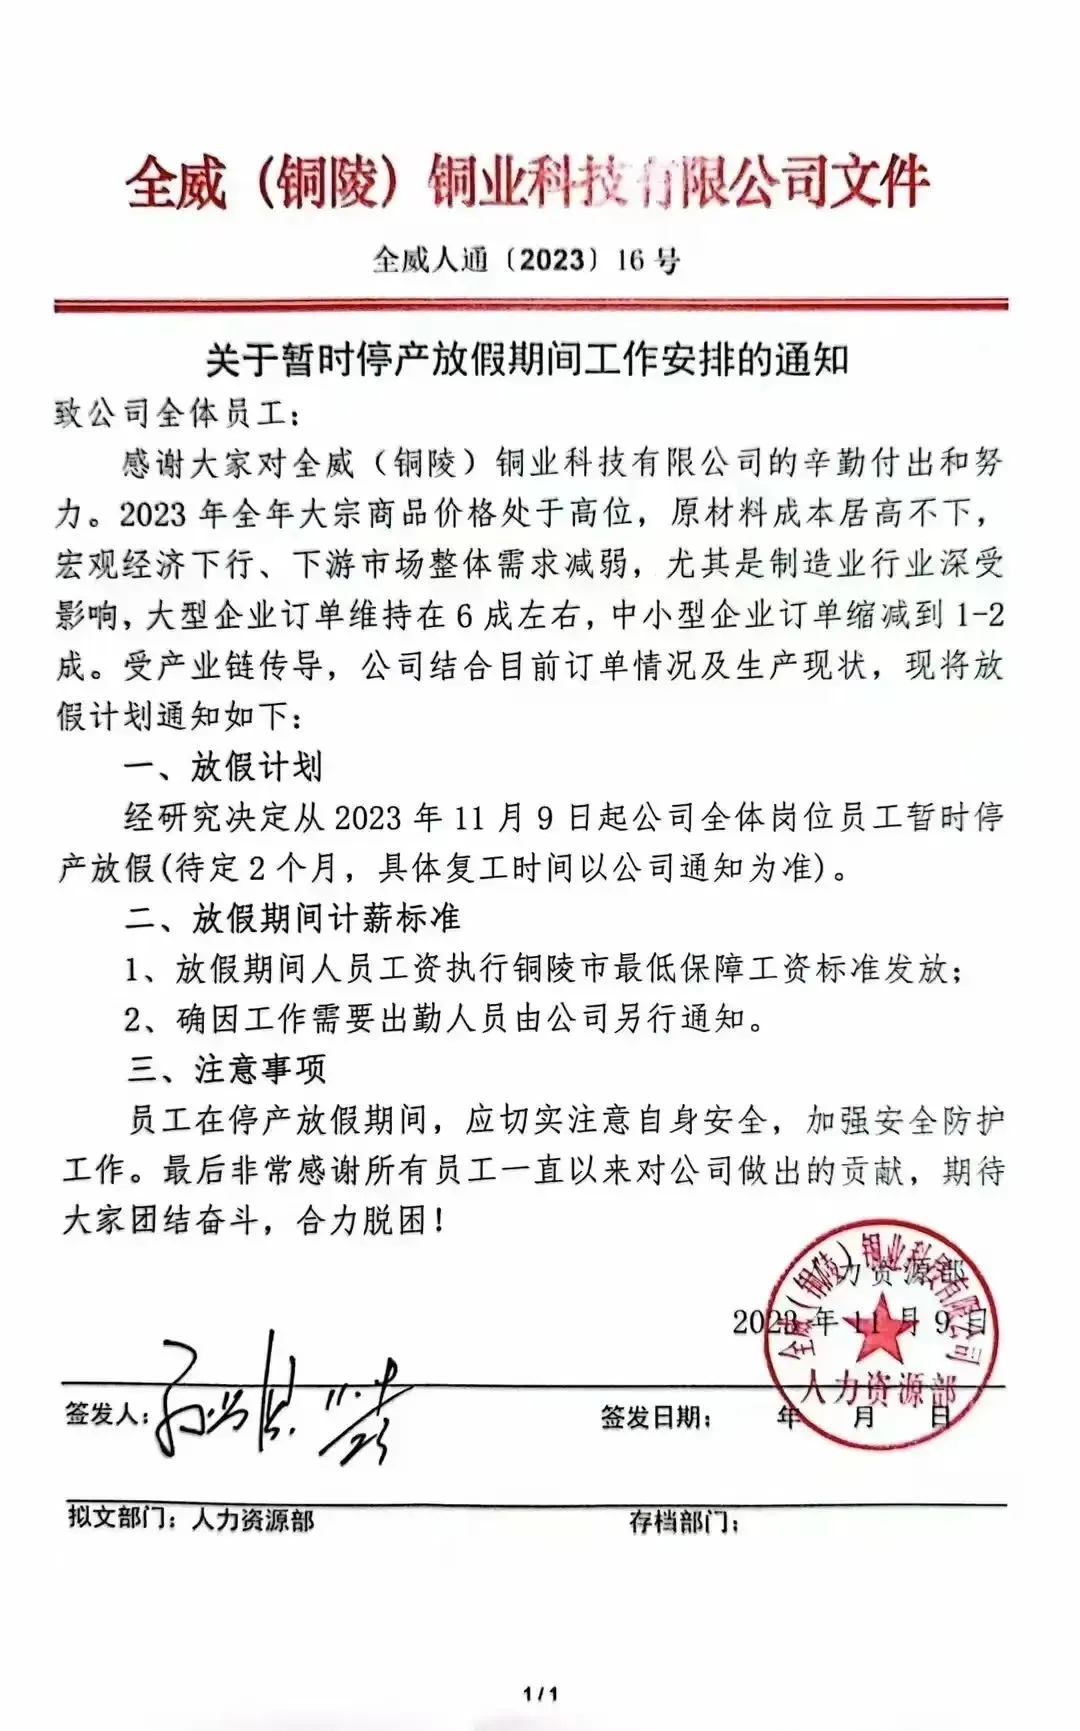 全威（铜陵）铜业科技有限公司文件
全威人通〔2023〕16号
关于暂时停产放假期间工作安排的通知
致公司全体员工：
感谢大家对全威（铜陵）铜业科技有限公司的辛勤付出和努
力。2023年全年大宗商品价格处于高位，原材料成本居高不下，
宏观经济下行、下游市场整体需求减弱，尤其是制造业行业深受
影响，大型企业订单维持在6成左右，中小型企业订单缩减到1-2
成。受产业链传导，公司结合目前订单情况及生产现状，现将放
假计划通知如下：
一、放假计划
经研究决定从2023年11月9日起公司全体岗位员工暂时停
产放假(待定2个月，具体复工时间以公司通知为准)。
二、放假期间计薪标准
1、放假期间人员工资执行铜陵市最低保障工资标准发放；
2、确因工作需要出勤人员由公司另行通知。
三、注意事项
员工在停产放假期间，应切实注意自身安全，加强安全防护
工作。最后非常感谢所有员工一直以来对公司做出的贡献，期待
大家团结奋斗，合力脱困！
人力资源部
2023年11月9日
全威（铜陵）铜业科技有限公司
人力资源部
签发人：
签发日期： 年 月 日
拟文部门：人力资源部 存档部门：
1/1